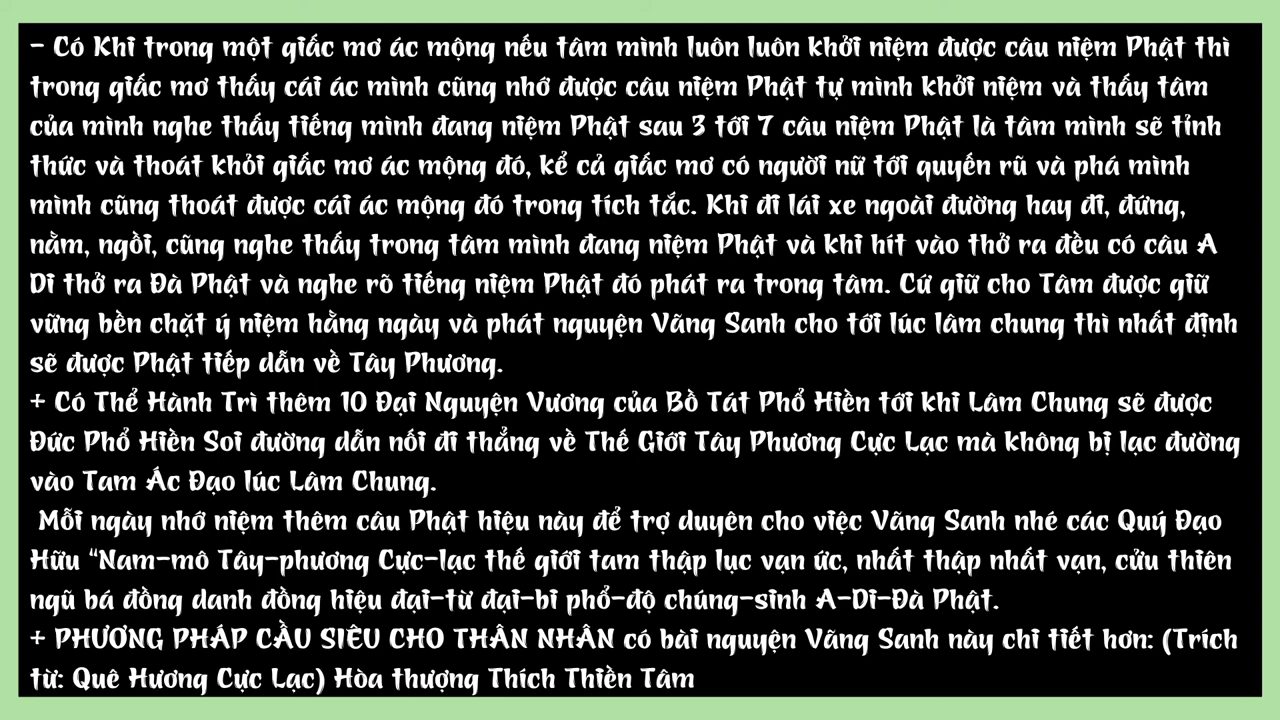 - Có Khi trong một giấc mơ ác mộng nếu tâm mình luôn luôn khởi niệm được câu niệm Phật thì
trong giấc mơ thấy cái ác mình cũng nhớ được câu niệm Phật tự mình khởi niệm và thấy tâm
của mình nghe thấy tiếng mình đang niệm Phật sau 3 tới 7 câu niệm Phật là tâm mình sẽ tỉnh
thức và thoát khỏi giấc mơ ác mộng đó, kể cả giấc mơ có người nữ tới quyến rũ và phá mình
mình cũng thoát được cái ác mộng đó trong tích tắc. Khi đi lái xe ngoài đường hay đi, đứng,
nằm, ngồi, cũng nghe thấy trong tâm mình đang niệm Phật và khi hít vào thở ra đều có câu A
Di thở ra Đà Phật và nghe rõ tiếng niệm Phật đó phát ra trong tâm. Cứ giữ cho Tâm được giữ
vững bền chặt ý niệm hằng ngày và phát nguyện Vãng Sanh cho tới lúc lâm chung thì nhất định
sẽ được Phật tiếp dẫn về Tây Phương.
+ Có Thể Hành Trì thêm 10 Đại Nguyện Vương của Bồ Tát Phổ Hiền tới khi Lâm Chung sẽ được
Đức Phổ Hiền Soi đường dẫn nối đi thẳng về Thế Giới Tây Phương Cực Lạc mà không bị lạc đường
vào Tam Ác Đạo lúc Lâm Chung.
Mỗi ngày nhớ niệm thêm câu Phật hiệu này để trợ duyên cho việc Vãng Sanh nhé các Quý Đạo
Hữu “Nam-mô Tây-phương Cực-lạc thế giới tam thập lục vạn ức, nhất thập nhất vạn, cửu thiên
ngũ bá đồng danh đồng hiệu đại-từ đại-bi phổ-độ chúng-sinh A-Di-Đà Phật.
+ PHƯƠNG PHÁP CẦU SIÊU CHO THÂN NHÂN có bài nguyện Vãng Sanh này chi tiết hơn: (Trích
từ: Quê Hương Cực Lạc) Hòa thượng Thích Thiền Tâm